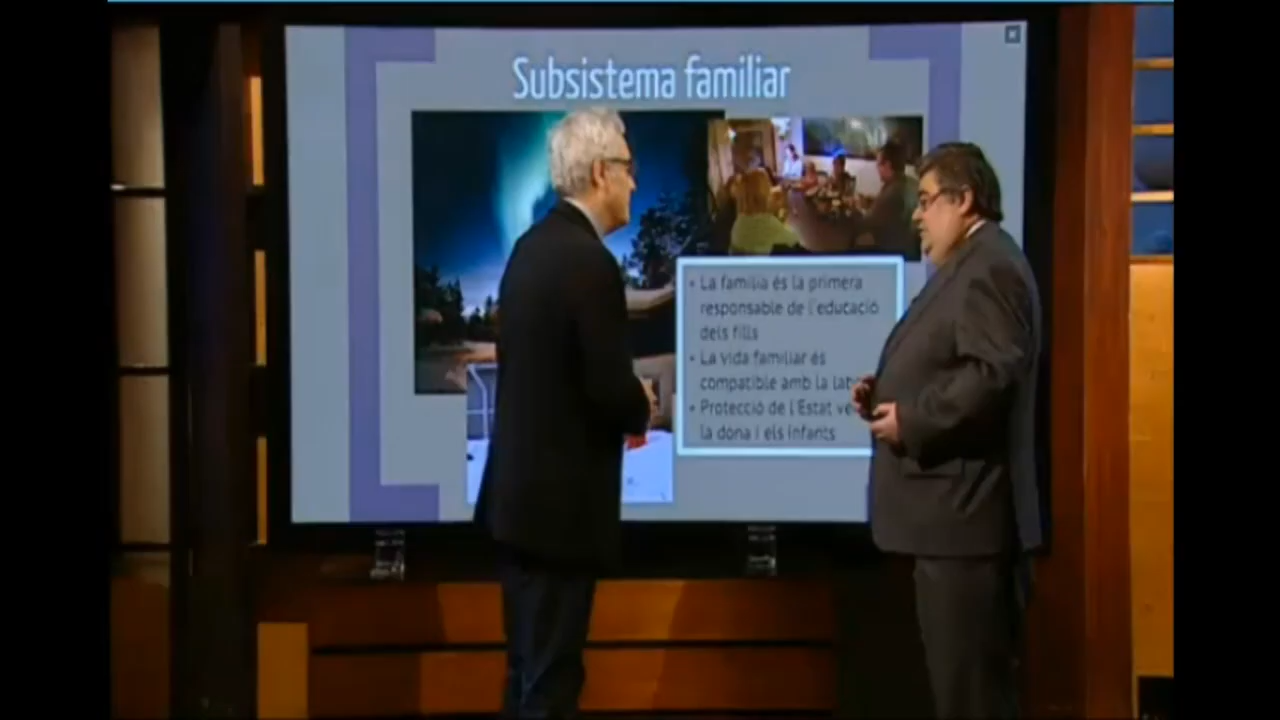 Subsistema familiar
• La família és la primera
responsable de l'educació
dels fills
• La vida familiar és
compatible amb la
• Protecció de l'Estat
la dona i els infants